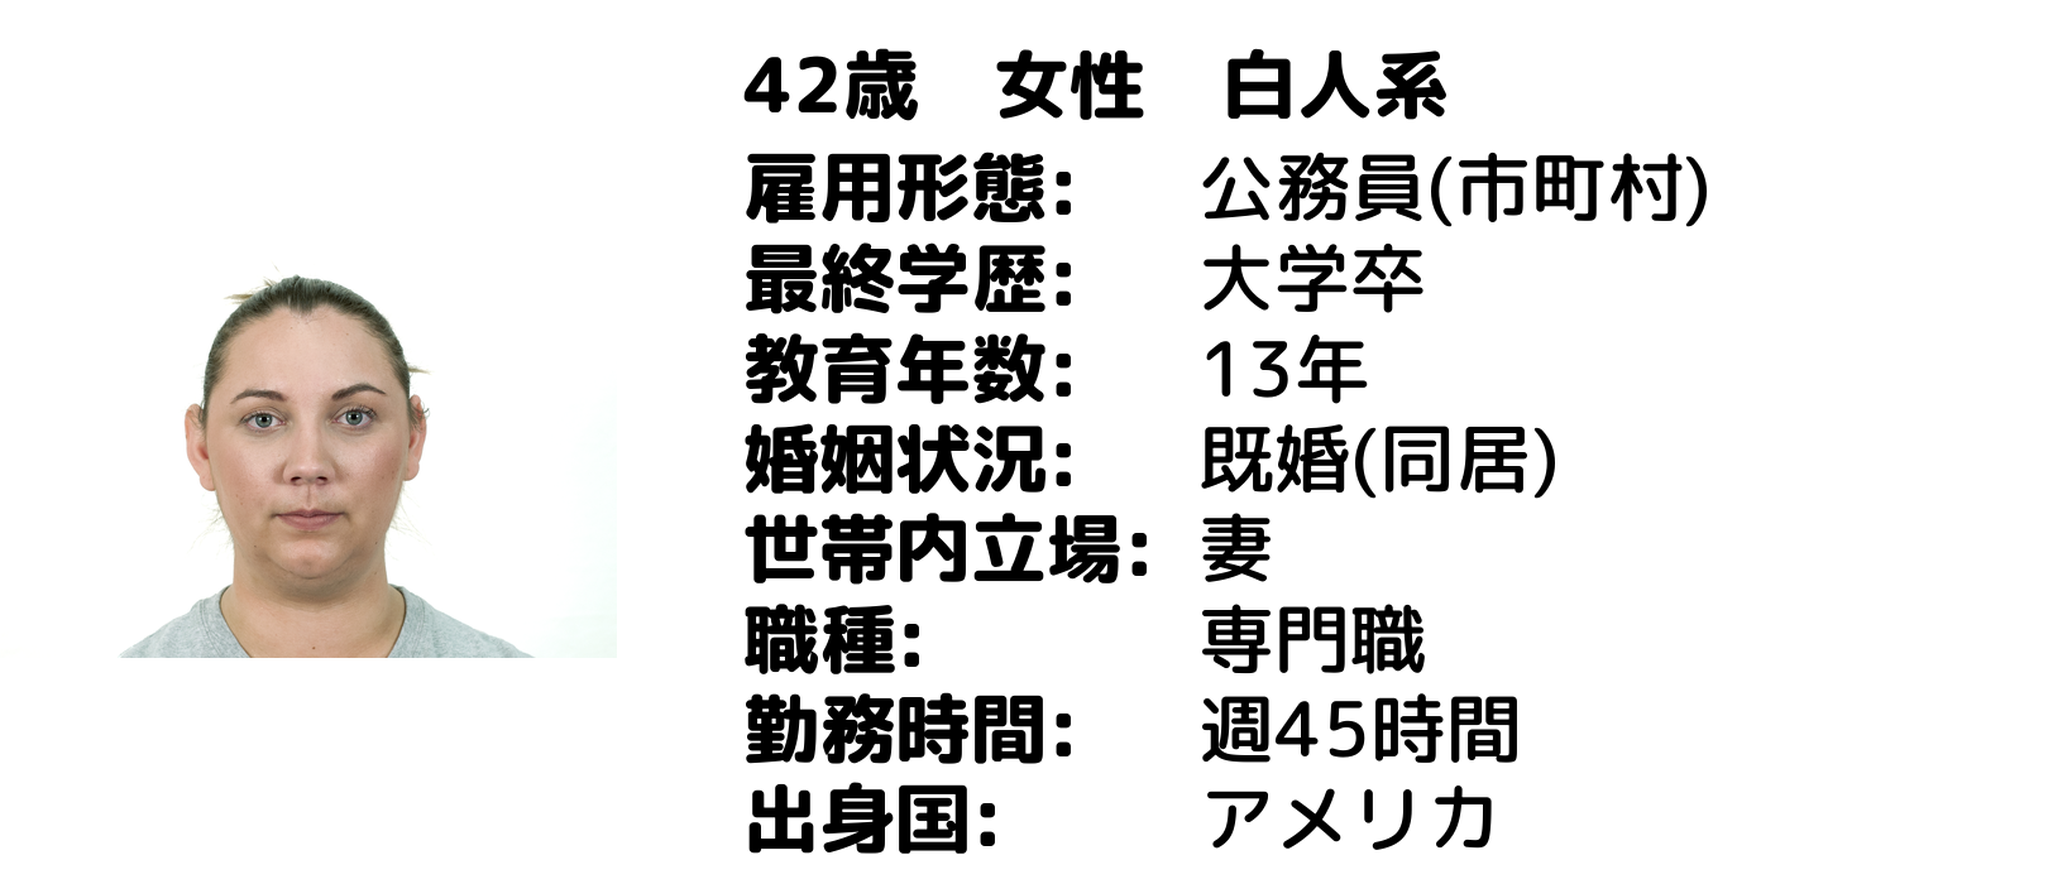 42歳　女性　白人系
雇用形態: 公務員(市町村)
最終学歴: 大学卒
教育年数: 13年
婚姻状況: 既婚(同居)
世帯内立場: 妻
職種: 専門職
勤務時間: 週45時間
出身国: アメリカ